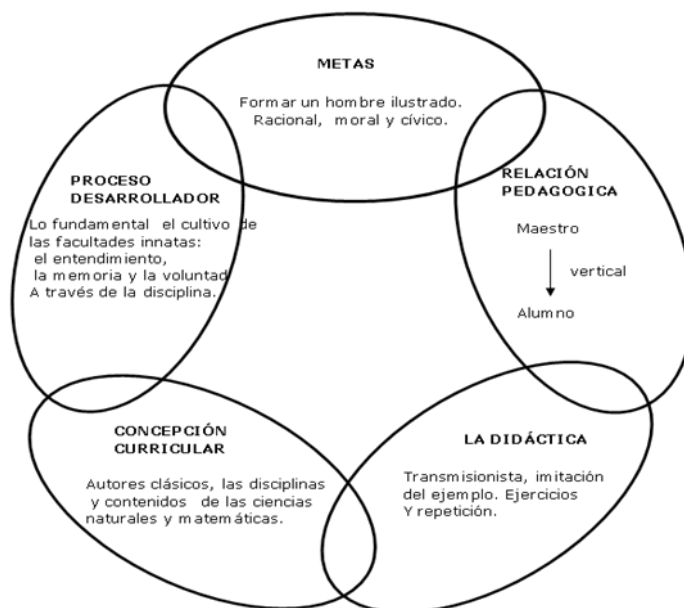 METAS
Formar un hombre ilustrado.
Racional, moral y cívico.
PROCESO
DESARROLLADOR
Lo fundamental el cultivo de
las facultades innatas:
el entendimiento,
la memoria y la voluntad
A través de la disciplina.
RELACIÓN
PEDAGOGICA
Maestro
vertical
Alumno
CONCEPCIÓN
CURRICULAR
Autores clásicos, las disciplinas
y contenidos de las ciencias
naturales y matemáticas.
LA DIDÁCTICA
Transmisionista, imitación
del ejemplo. Ejercicios
Y repetición.